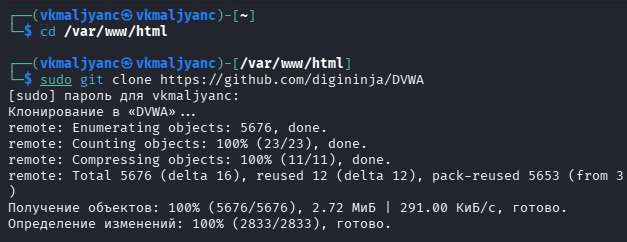 ┌──(vkmaljyanc㉿vkmaljyanc)-[~]
└─$ cd /var/www/html
┌──(vkmaljyanc㉿vkmaljyanc)-[/var/www/html]
└─$ sudo git clone https://github.com/digininja/DVWA
[sudo] пароль для vkmaljyanc:
Клонирование в «DVWA»...
remote: Enumerating objects: 5676, done.
remote: Counting objects: 100% (23/23), done.
remote: Compressing objects: 100% (11/11), done.
remote: Total 5676 (delta 16), reused 12 (delta 12), pack-reused 5653 (from 3
)
Получение объектов: 100% (5676/5676), 2.72 МиБ | 291.00 КиБ/с, готово.
Определение изменений: 100% (2833/2833), готово.